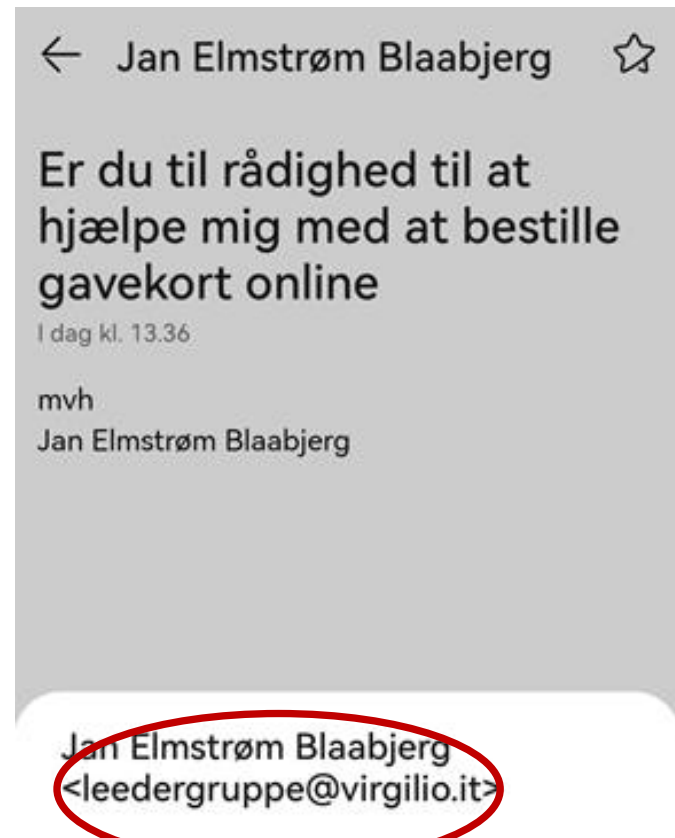 Jan Elmstrøm Blaabjerg
Er du til rådighed til at
hjælpe mig med at bestille
gavekort online
I dag kl. 13.36
mvh
Jan Elmstrøm Blaabjerg
Jan Elmstrøm Blaabjerg
<leedergruppe@virgilio.it>